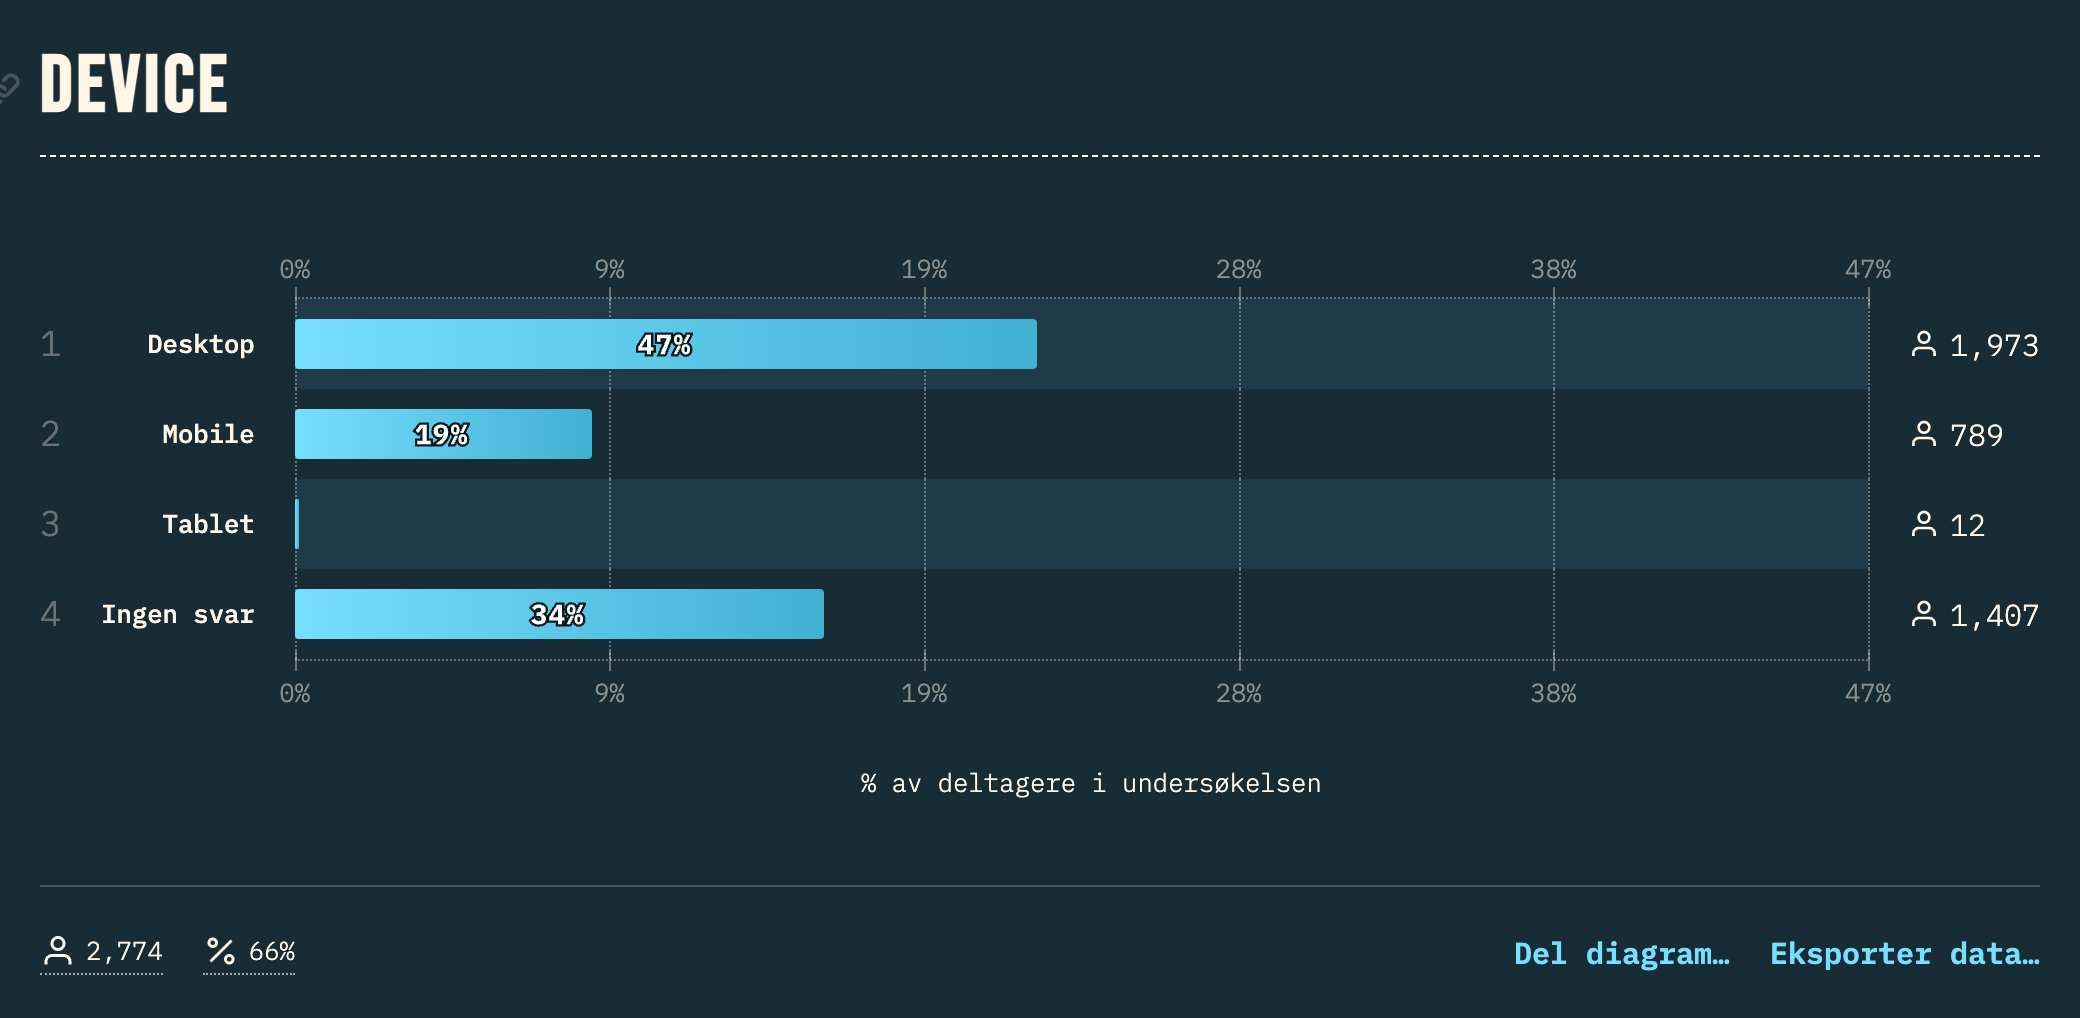 DEVICE
0% 9% 19% 28% 38% 47%
1 Desktop 47% 1,973
2 Mobile 19% 789
3 Tablet 12
4 Ingen svar 34% 1,407
0% 9% 19% 28% 38% 47%
% av deltagere i undersøkelsen
2,774 66% Del diagram… Eksporter data…